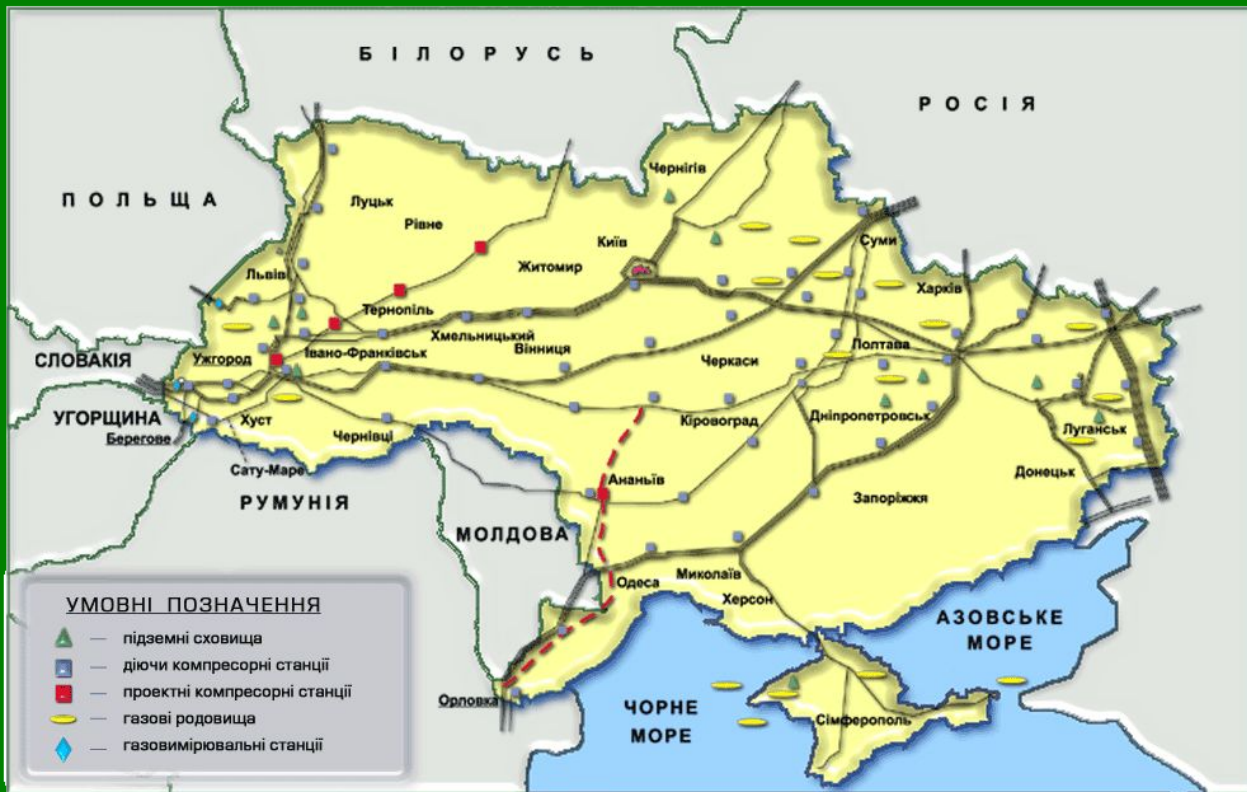 БІЛОРУСЬ
РОСІЯ
ПОЛЬЩА
Чернігів
Луцьк
Рівне
Київ
Суми
Житомир
Львів
Харків
Тернопіль
Хмельницький
Вінниця
Полтава
СЛОВАКІЯ
Ужгород
Івано-Франківськ
Черкаси
УГОРЩИНА
Хуст
Кіровоград
Дніпропетровськ
Луганськ
Берегове
Чернівці
Сату-Маре
Донецьк
Ананьїв
РУМУНІЯ
Запоріжжя
МОЛДОВА
Одеса
Миколаїв
Херсон
АЗОВСЬКЕ
МОРЕ
УМОВНІ ПОЗНАЧЕННЯ
— підземні сховища
— діючи компресорні станції
— проектні компресорні станції
— газові родовища
— газовимірювальні станції
Орловка
ЧОРНЕ
МОРЕ
Сімферополь